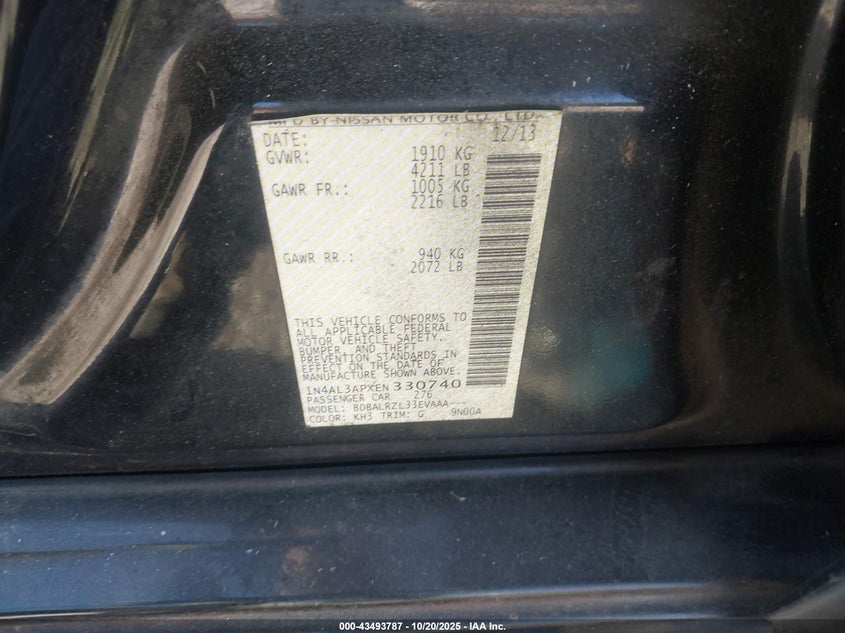 MFD BY NISSAN MOTOR CO., LTD.
DATE: 12/13
GVWR: 1910 KG
4211 LB
GAWR FR.: 1005 KG
2216 LB
GAWR RR.: 940 KG
2072 LB
THIS VEHICLE CONFORMS TO
ALL APPLICABLE FEDERAL
MOTOR VEHICLE SAFETY,
BUMPER, AND THEFT
PREVENTION STANDARDS IN
EFFECT ON THE DATE OF
MANUFACTURE SHOWN ABOVE.
1N4AL3APXEN 330740
PASSENGER CAR 276
MODEL: BDBALRZL33EVAAA---
COLOR: KH3 TRIM: G 9N00A
000-43493787 - 10/20/2025 - IAA Inc.